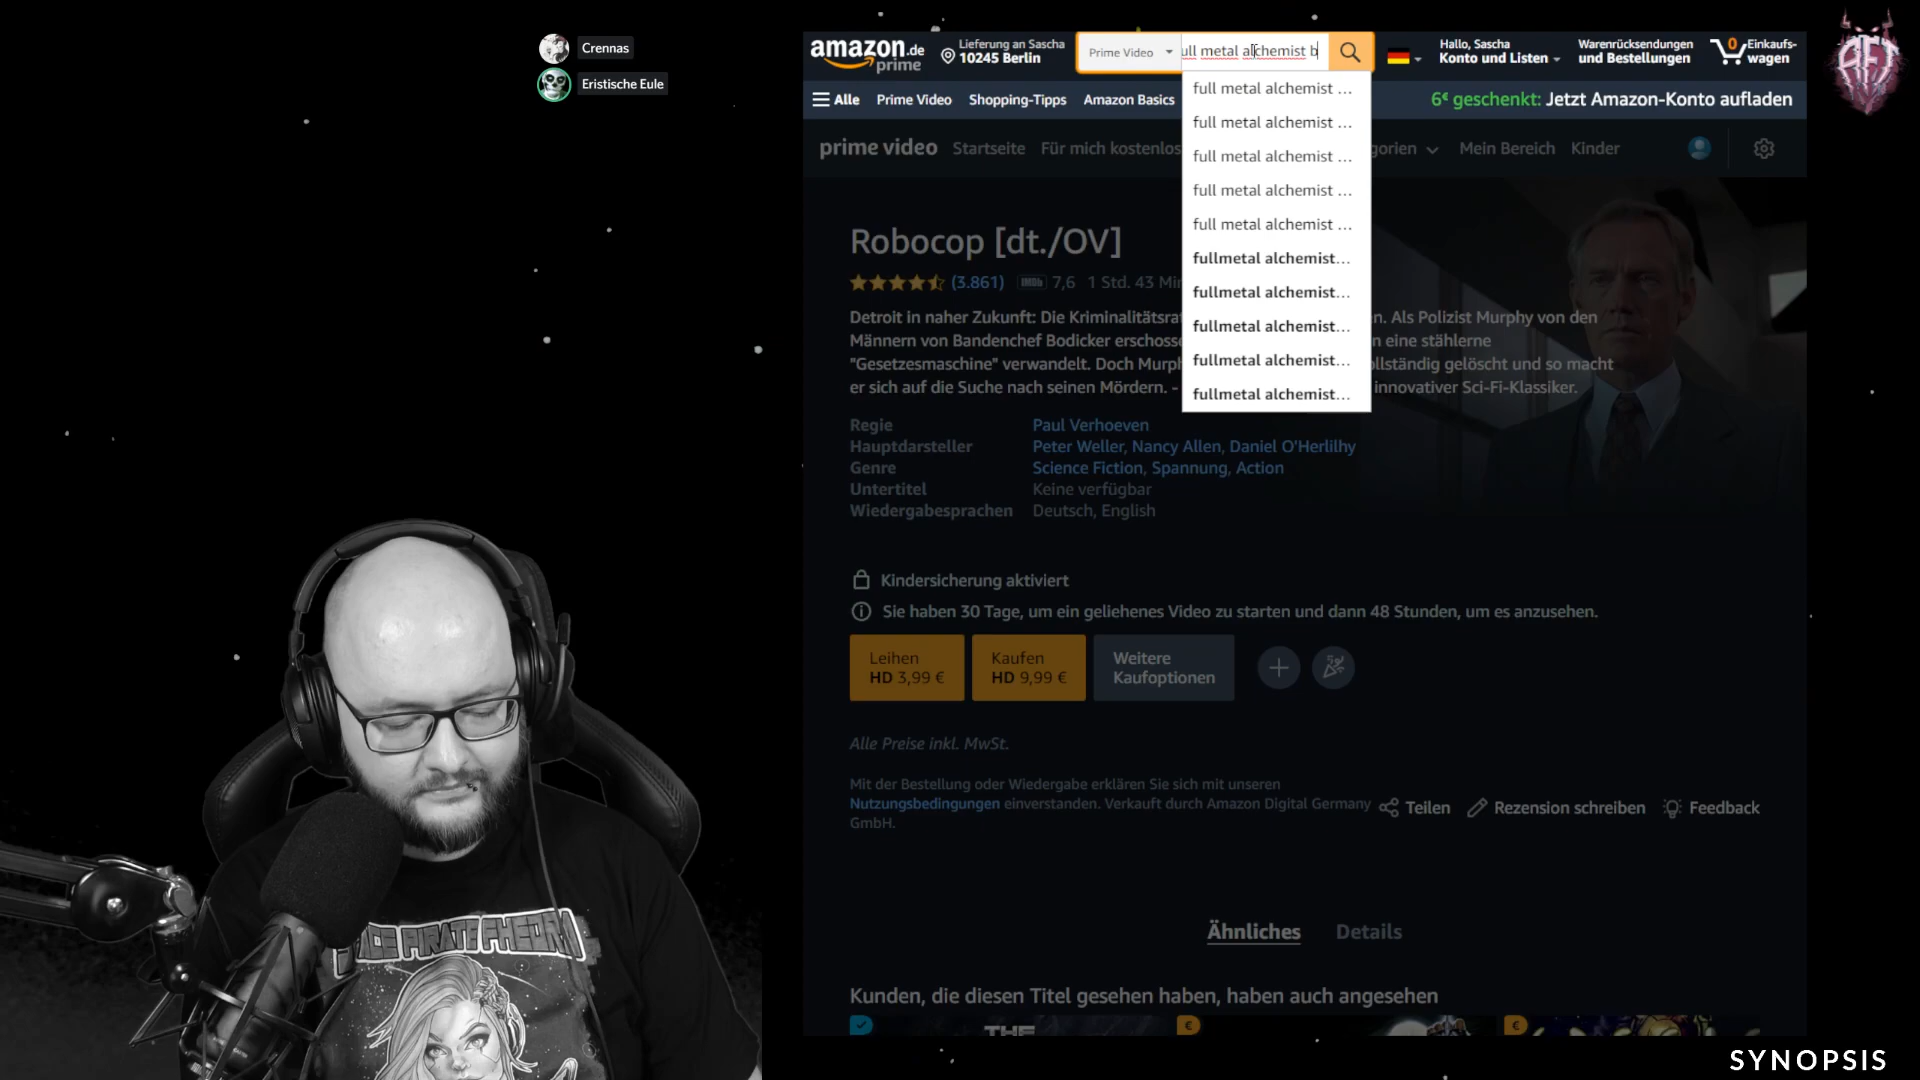 Crennas
Eristische Eule
amazon.de
prime
Lieferung an Sascha
10245 Berlin
Prime Video
ull metal alchemist b
Hallo, Sascha
Konto und Listen
Warenrücksendungen
und Bestellungen
0
Einkaufs-
wagen
Alle
Prime Video
Shopping-Tipps
Amazon Basics
6€ geschenkt: Jetzt Amazon-Konto aufladen
full metal alchemist ...
full metal alchemist ...
full metal alchemist ...
full metal alchemist ...
full metal alchemist ...
fullmetal alchemist...
fullmetal alchemist...
fullmetal alchemist...
fullmetal alchemist...
fullmetal alchemist...
prime video
Startseite
Für mich kostenlos
gorien
Mein Bereich
Kinder
Robocop [dt./OV]
(3.861)
IMDb 7,6
1 Std. 43 Min
Detroit in naher Zukunft: Die Kriminalitätsra
n. Als Polizist Murphy von den
Männern von Bandenchef Bodicker erschosse
n eine stählerne
"Gesetzesmaschine" verwandelt. Doch Murp
ollständig gelöscht und so macht
er sich auf die Suche nach seinen Mördern. -
innovativer Sci-Fi-Klassiker.
Regie
Paul Verhoeven
Hauptdarsteller
Peter Weller, Nancy Allen, Daniel O'Herlilhy
Genre
Science Fiction, Spannung, Action
Untertitel
Keine verfügbar
Wiedergabesprachen
Deutsch, English
Kindersicherung aktiviert
Sie haben 30 Tage, um ein geliehenes Video zu starten und dann 48 Stunden, um es anzusehen.
Leihen
HD 3,99 €
Kaufen
HD 9,99 €
Weitere
Kaufoptionen
Alle Preise inkl. MwSt.
Mit der Bestellung oder Wiedergabe erklären Sie sich mit unseren
Nutzungsbedingungen einverstanden. Verkauft durch Amazon Digital Germany
GmbH.
Teilen
Rezension schreiben
Feedback
Ähnliches
Details
Kunden, die diesen Titel gesehen haben, haben auch angesehen
THE
SYNOPSIS